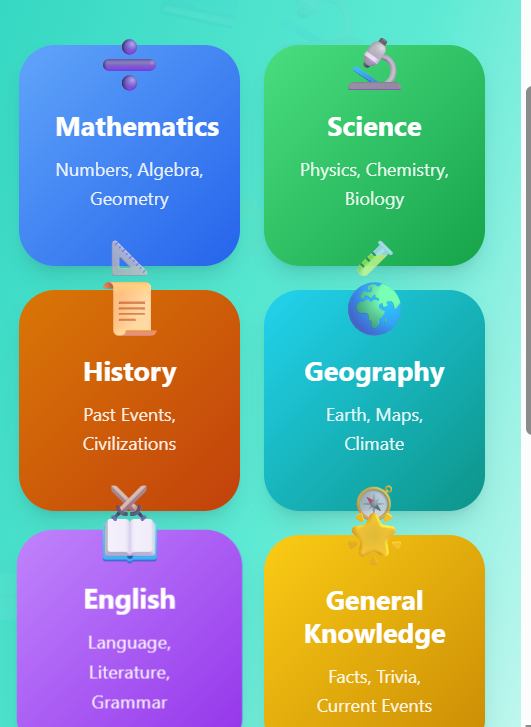 Mathematics
Numbers, Algebra,
Geometry
Science
Physics, Chemistry,
Biology
History
Past Events,
Civilizations
Geography
Earth, Maps,
Climate
English
Language,
Literature,
Grammar
General
Knowledge
Facts, Trivia,
Current Events